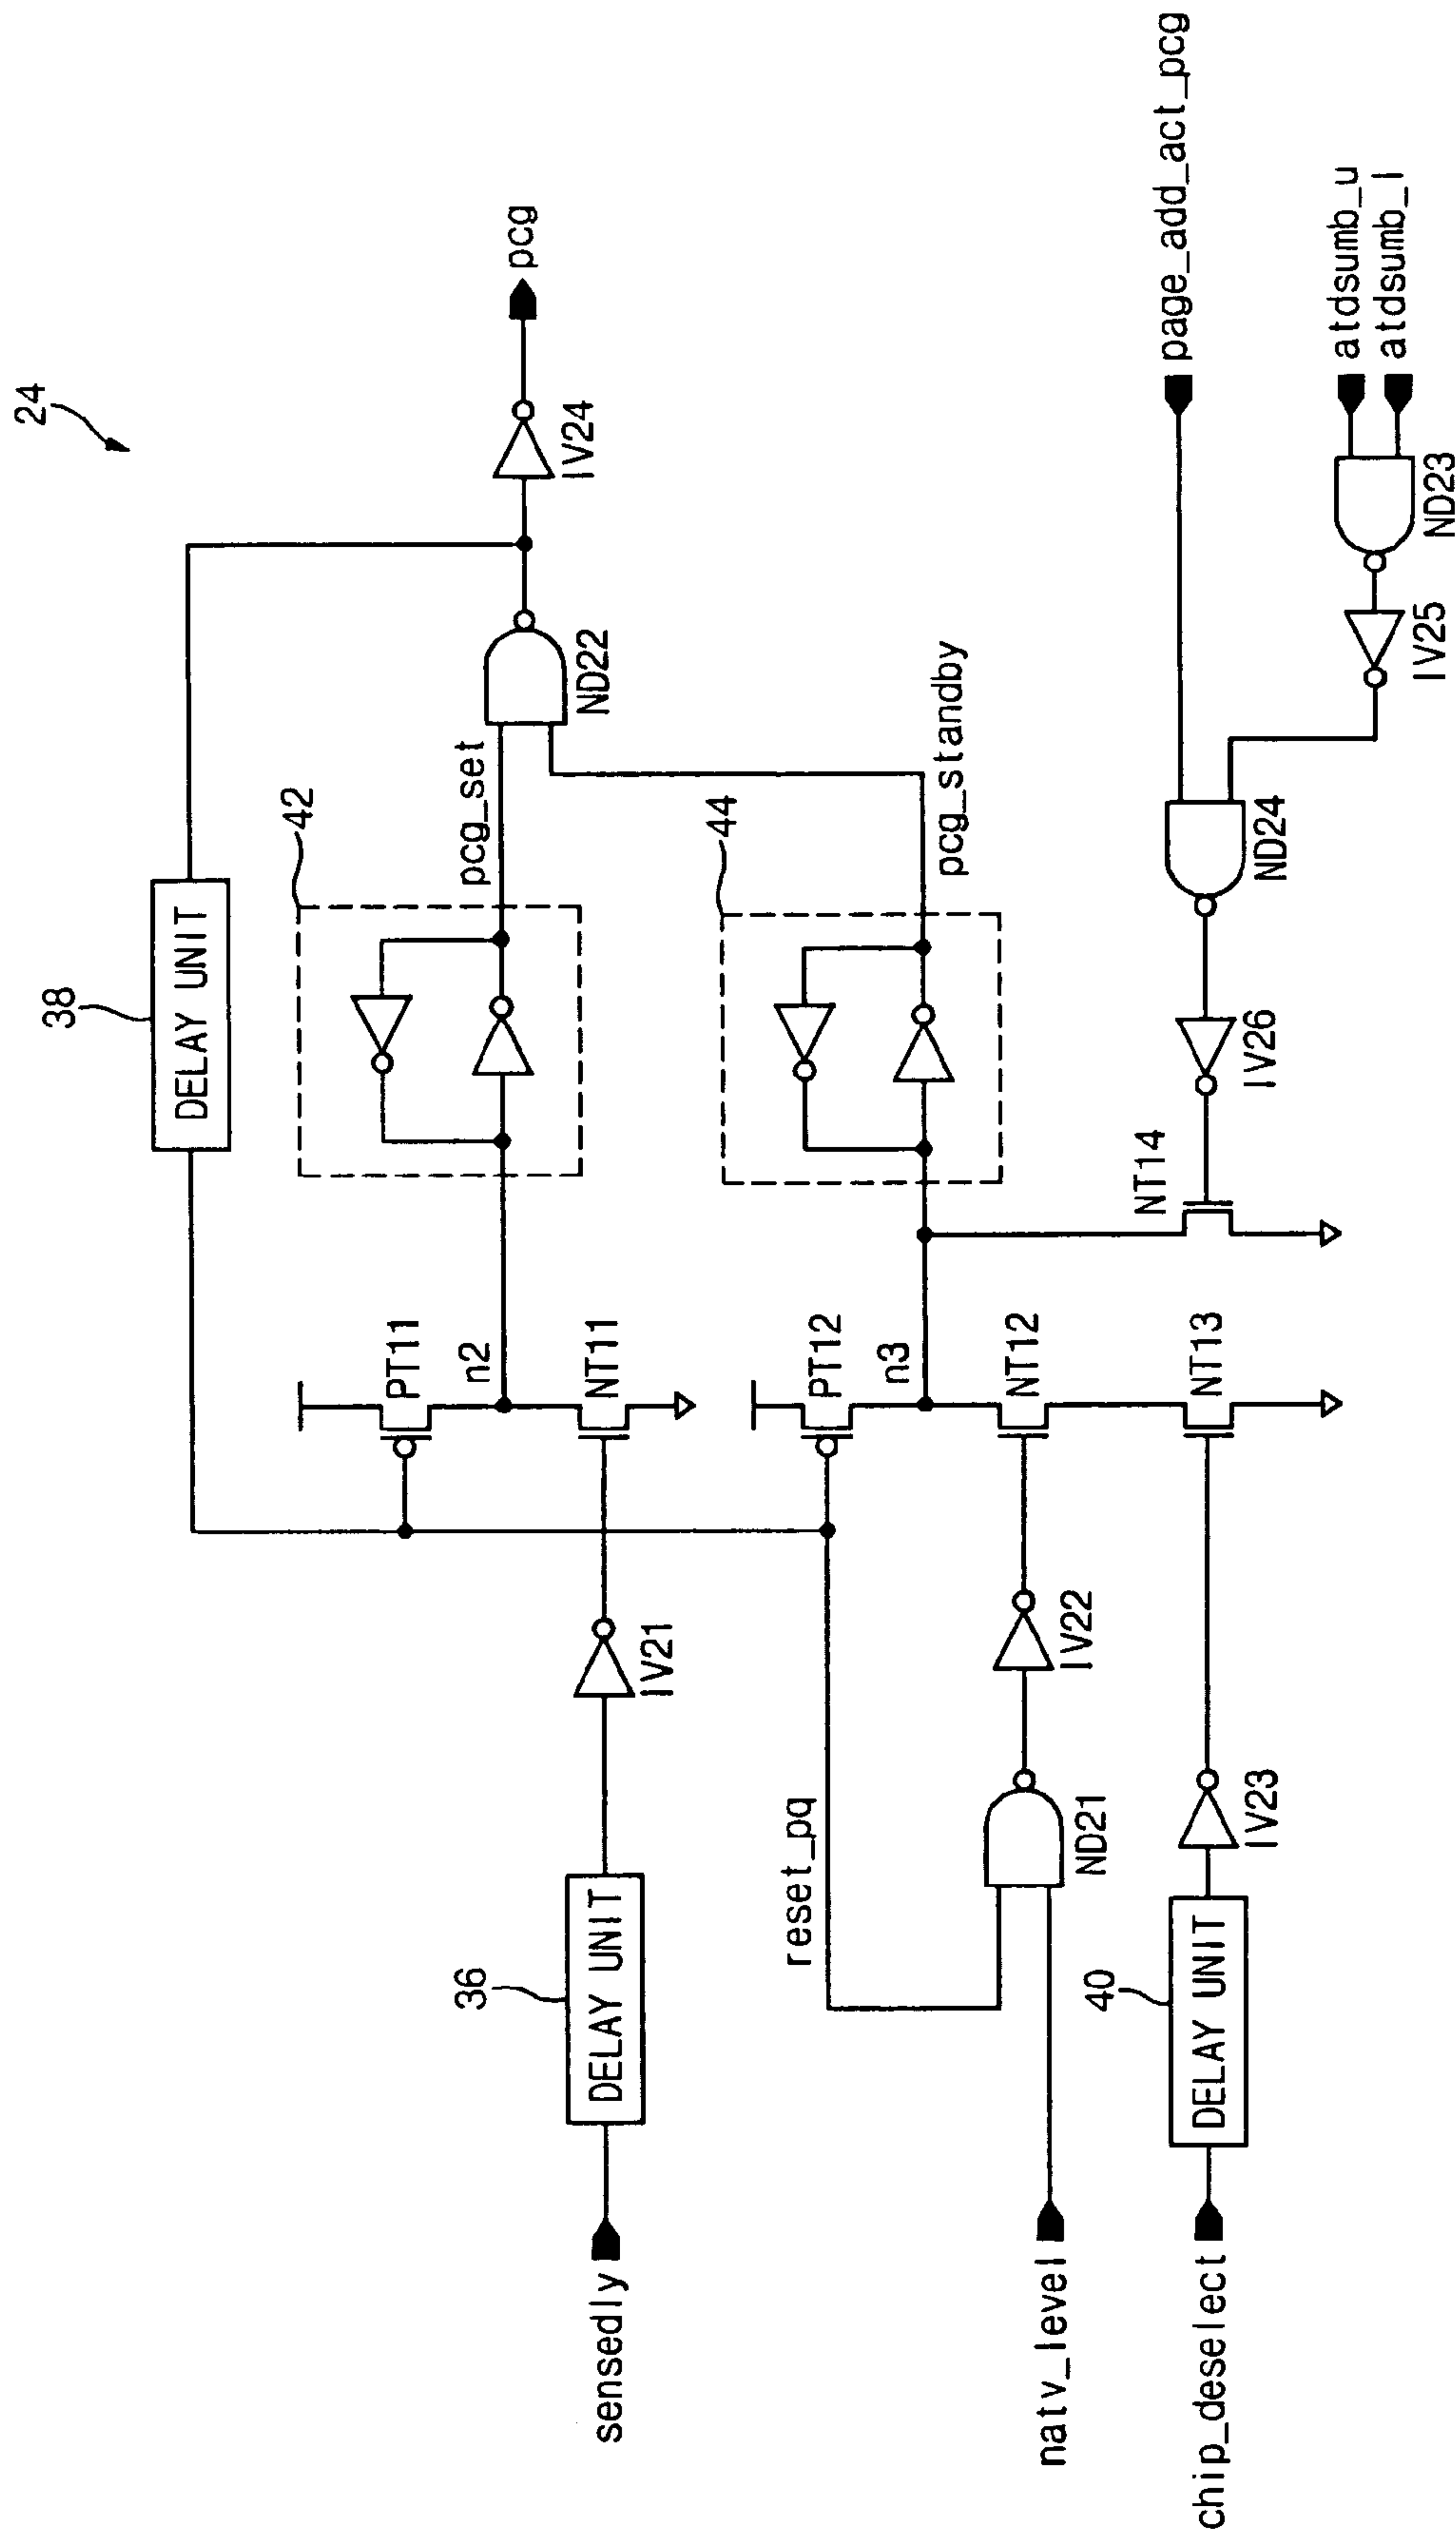 24
38
DELAY UNIT
42
pcg_set
ND22
IV24
pcg
PT11
n2
NT11
sensedly
36
DELAY UNIT
IV21
44
pcg_standby
PT12
n3
reset_pq
NT12
natv_level
ND21
IV22
NT13
chip_deselect
40
DELAY UNIT
IV23
NT14
IV26
ND24
page_add_act_pcg
IV25
ND23
atdsumb_u
atdsumb_l